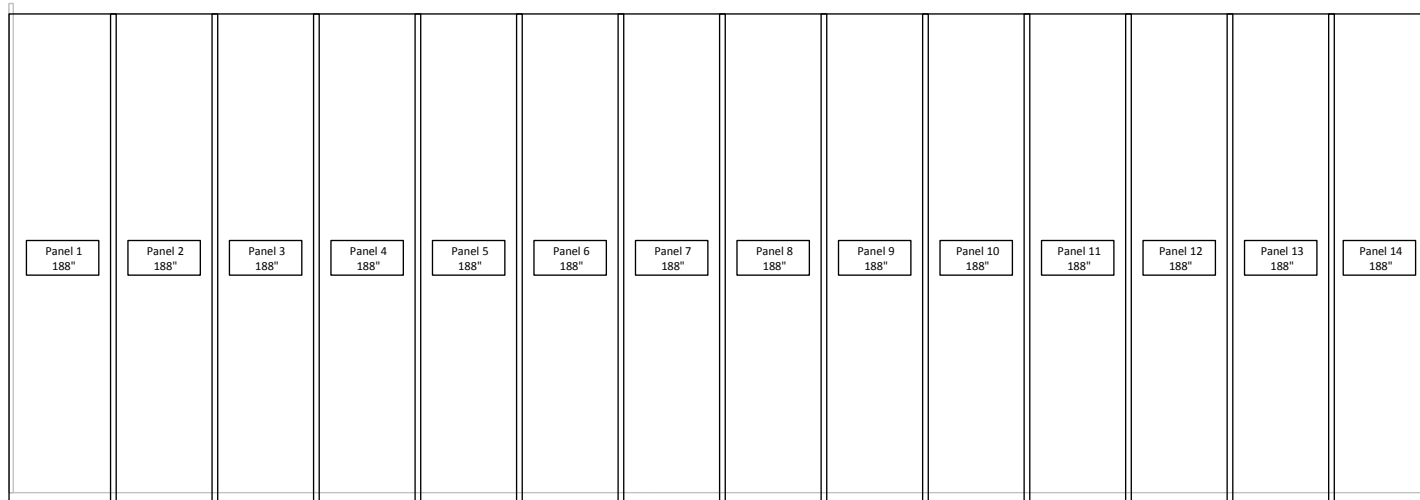 Panel 1
188"
Panel 2
188"
Panel 3
188"
Panel 4
188"
Panel 5
188"
Panel 6
188"
Panel 7
188"
Panel 8
188"
Panel 9
188"
Panel 10
188"
Panel 11
188"
Panel 12
188"
Panel 13
188"
Panel 14
188"